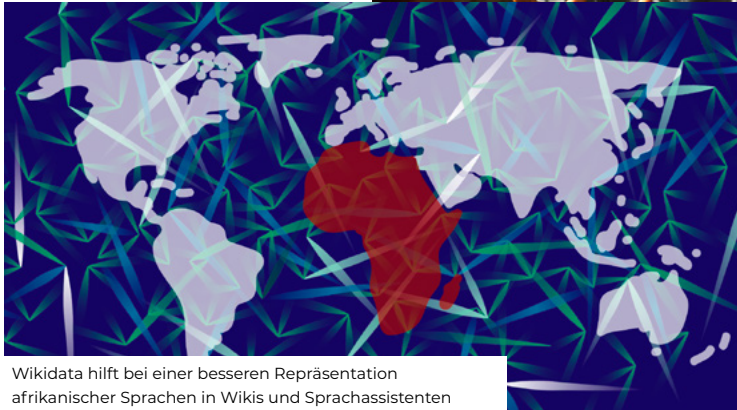 Wikidata hilft bei einer besseren Repräsentation
afrikanischer Sprachen in Wikis und Sprachassistenten